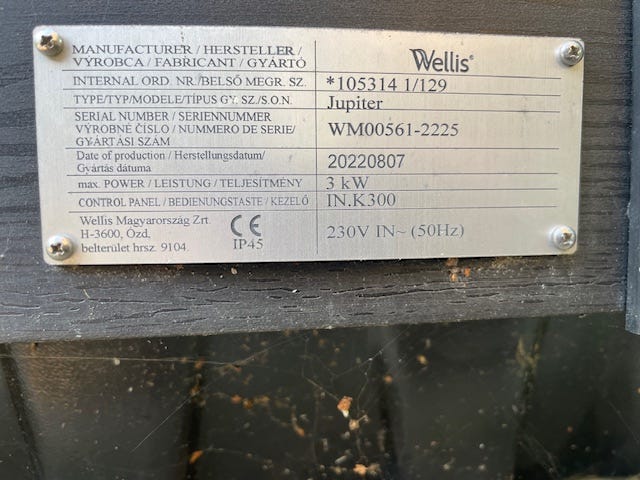 MANUFACTURER / HERSTELLER /
VÝROBCA / FABRICANT / GYÁRTÓ
Wellis®
INTERNAL ORD. NR./BELSŐ MEGR. SZ.
*105314 1/129
TYPE/TYP/MODELE/TÍPUS GY. SZ./S.O.N.
Jupiter
SERIAL NUMBER / SERIENNUMMER
VÝROBNÉ ČÍSLO / NUMMERO DE SERIE/
GYÁRTÁSI SZÁM
WM00561-2225
Date of production / Herstellungsdatum/
Gyártás dátuma
20220807
max. POWER / LEISTUNG / TELJESÍTMÉNY
3 kW
CONTROL PANEL / BEDIENUNGSTASTE / KEZELŐ
IN.K300
Wellis Magyarország Zrt.
H-3600, Ózd,
belterület hrsz. 9104.
CE
IP45
230V IN~ (50Hz)